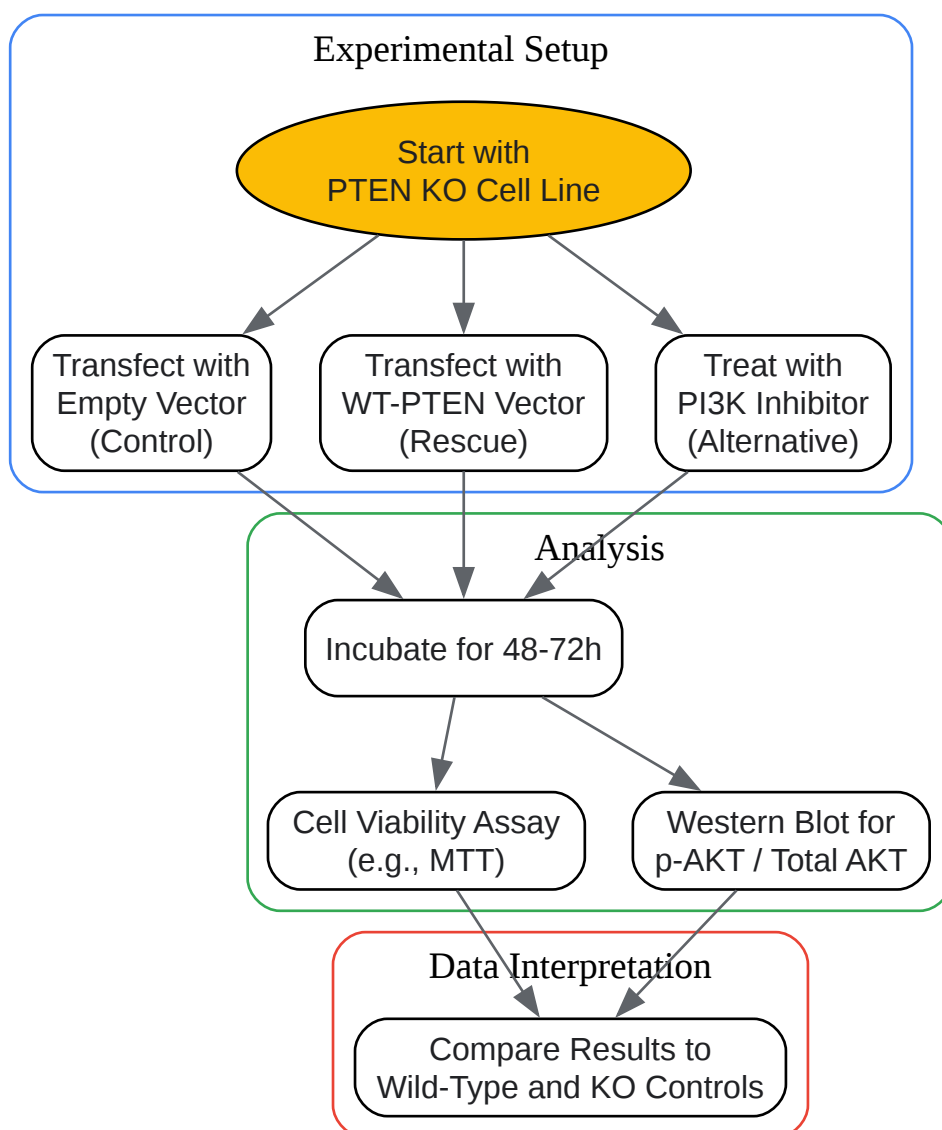 Experimental Setup
Start with
PTEN KO Cell Line
Transfect with
Empty Vector
(Control)
Transfect with
WT-PTEN Vector
(Rescue)
Treat with
PI3K Inhibitor
(Alternative)
Analysis
Incubate for 48-72h
Cell Viability Assay
(e.g., MTT)
Western Blot for
p-AKT / Total AKT
Data Interpretation
Compare Results to
Wild-Type and KO Controls